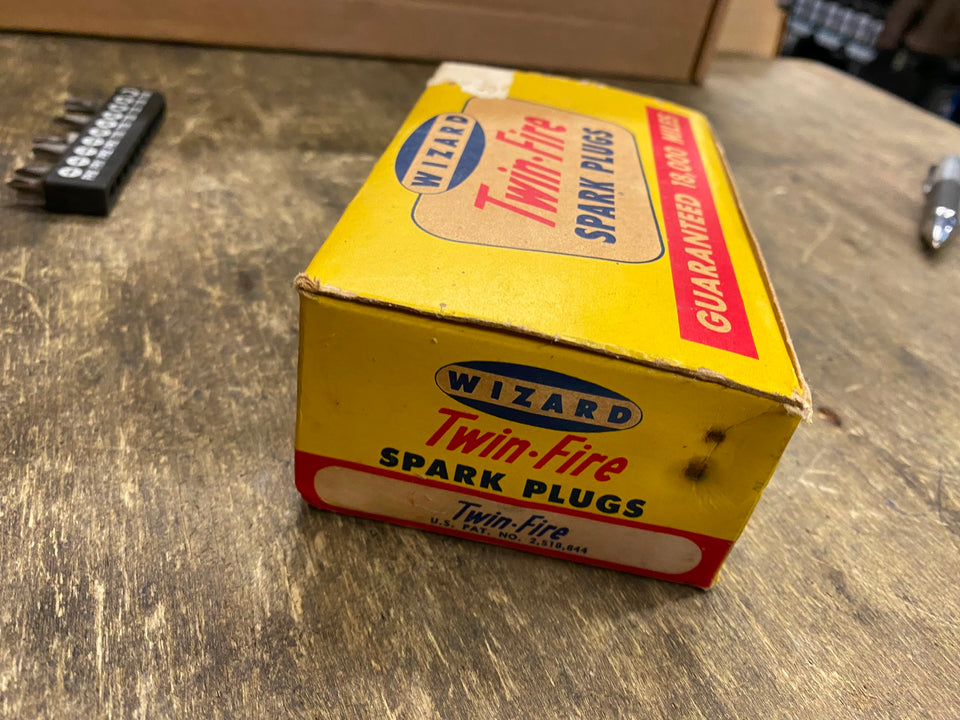 WIZARD
Twin-Fire
SPARK PLUGS
GUARANTEED 18,000 MILES
WIZARD
Twin-Fire
SPARK PLUGS
Twin-Fire
U.S. PAT. NO. 2,518,844